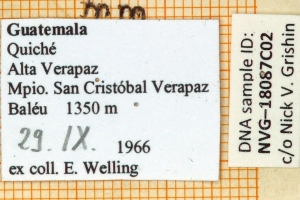 mm
Guatemala
Quiché
Alta Verapaz
Mpio. San Cristóbal Verapaz
Baléu 1350 m
29. IX. 1966
ex coll. E. Welling
DNA sample ID:
NVG–18087C02
c/o Nick V. Grishin